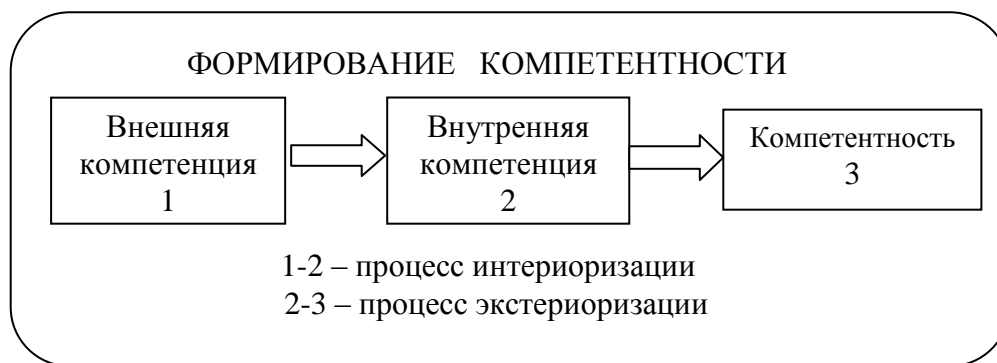 ФОРМИРОВАНИЕ КОМПЕТЕНТНОСТИ
Внешняя
компетенция
1
Внутренняя
компетенция
2
Компетентность
3
1-2 – процесс интериоризации
2-3 – процесс экстериоризации